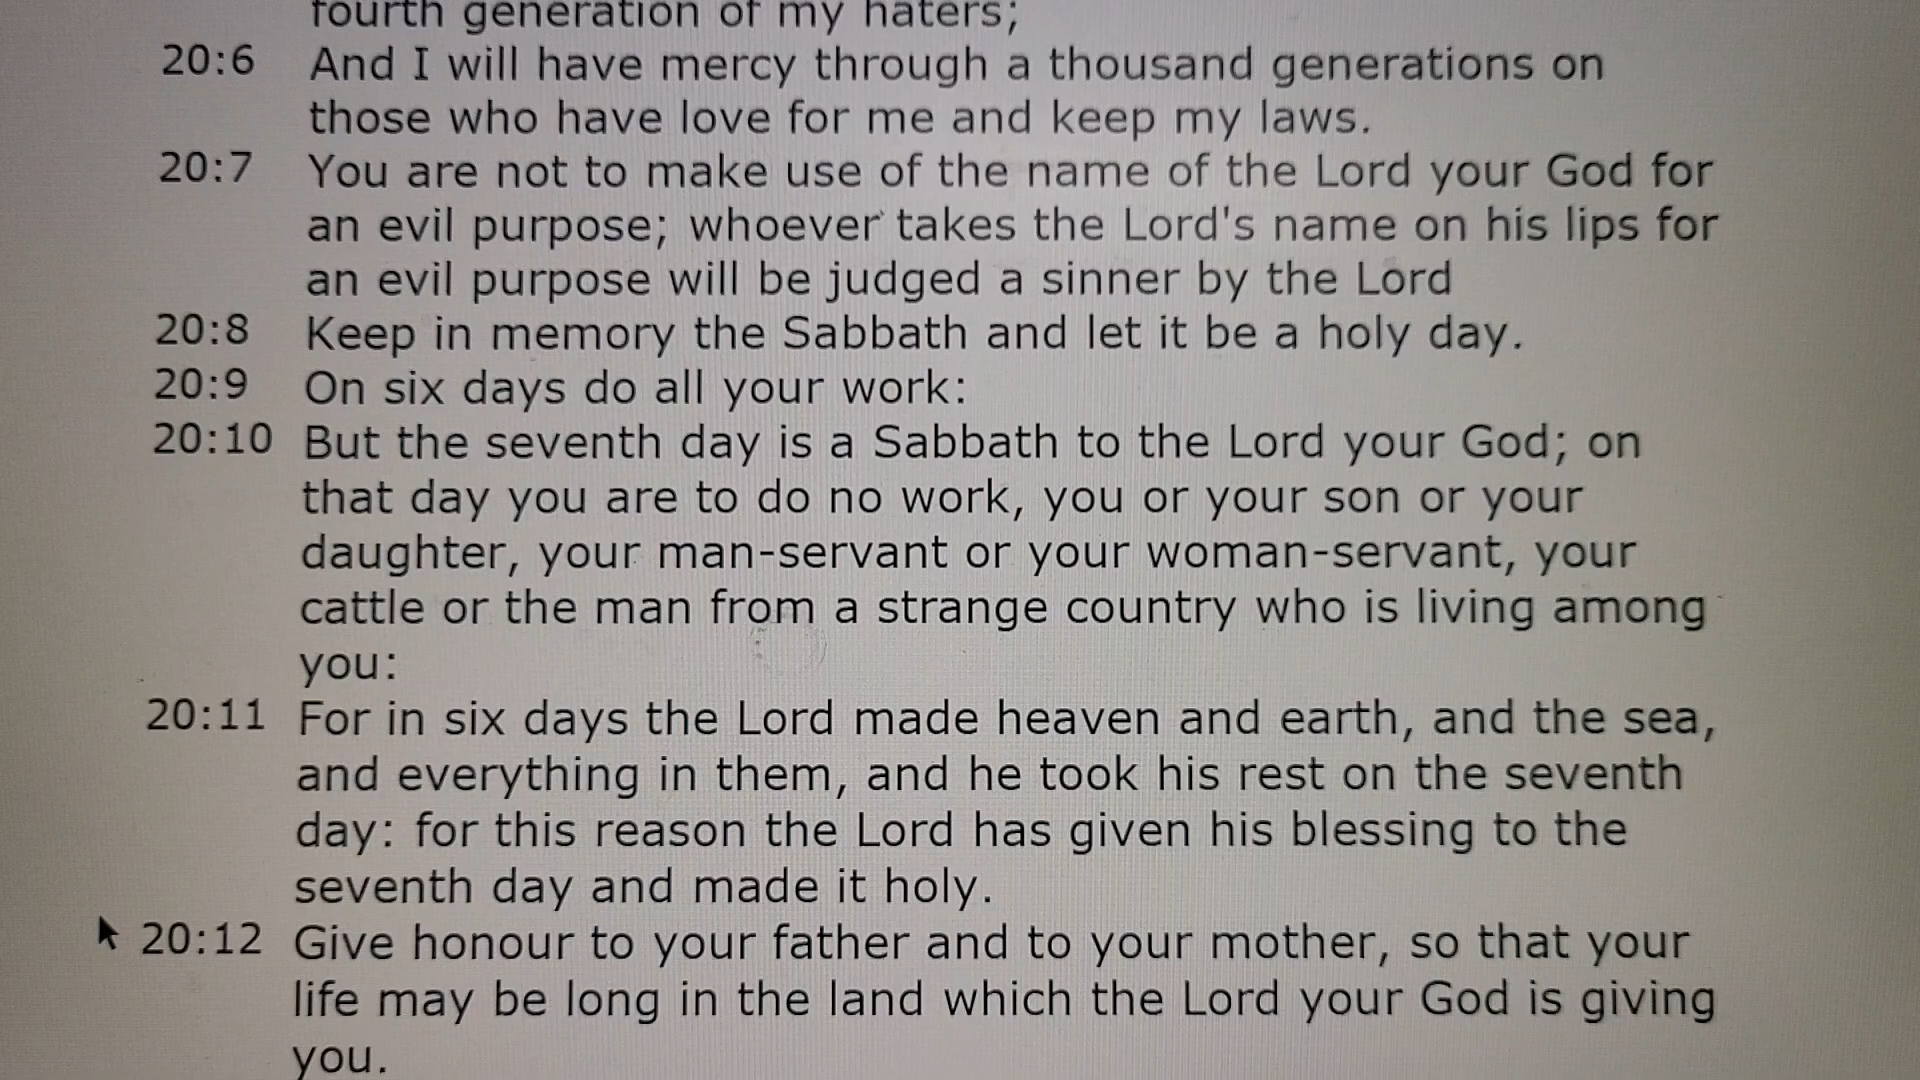 fourth generation of my haters;
20:6 And I will have mercy through a thousand generations on
those who have love for me and keep my laws.
20:7 You are not to make use of the name of the Lord your God for
an evil purpose; whoever takes the Lord's name on his lips for
an evil purpose will be judged a sinner by the Lord
20:8 Keep in memory the Sabbath and let it be a holy day.
20:9 On six days do all your work:
20:10 But the seventh day is a Sabbath to the Lord your God; on
that day you are to do no work, you or your son or your
daughter, your man-servant or your woman-servant, your
cattle or the man from a strange country who is living among
you:
20:11 For in six days the Lord made heaven and earth, and the sea,
and everything in them, and he took his rest on the seventh
day: for this reason the Lord has given his blessing to the
seventh day and made it holy.
20:12 Give honour to your father and to your mother, so that your
life may be long in the land which the Lord your God is giving
you.